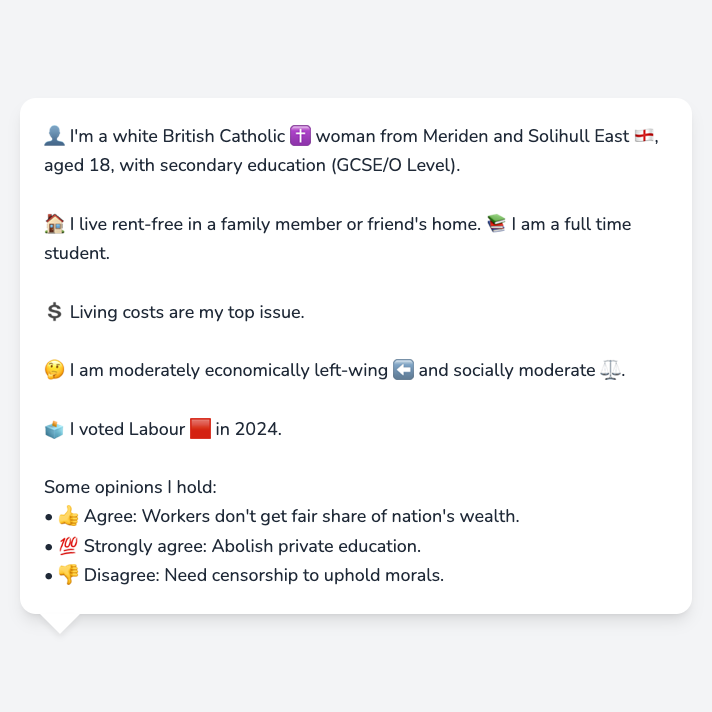 👤 I'm a white British Catholic ✝️ woman from Meriden and Solihull East 🏴󠁧󠁢󠁥󠁮󠁧󠁿,
aged 18, with secondary education (GCSE/O Level).
🏠 I live rent-free in a family member or friend's home. 📚 I am a full time
student.
💲 Living costs are my top issue.
🤔 I am moderately economically left-wing ⬅️ and socially moderate ⚖️.
🗳️ I voted Labour 🟥 in 2024.
Some opinions I hold:
• 👍 Agree: Workers don't get fair share of nation's wealth.
• 💯 Strongly agree: Abolish private education.
• 👎 Disagree: Need censorship to uphold morals.